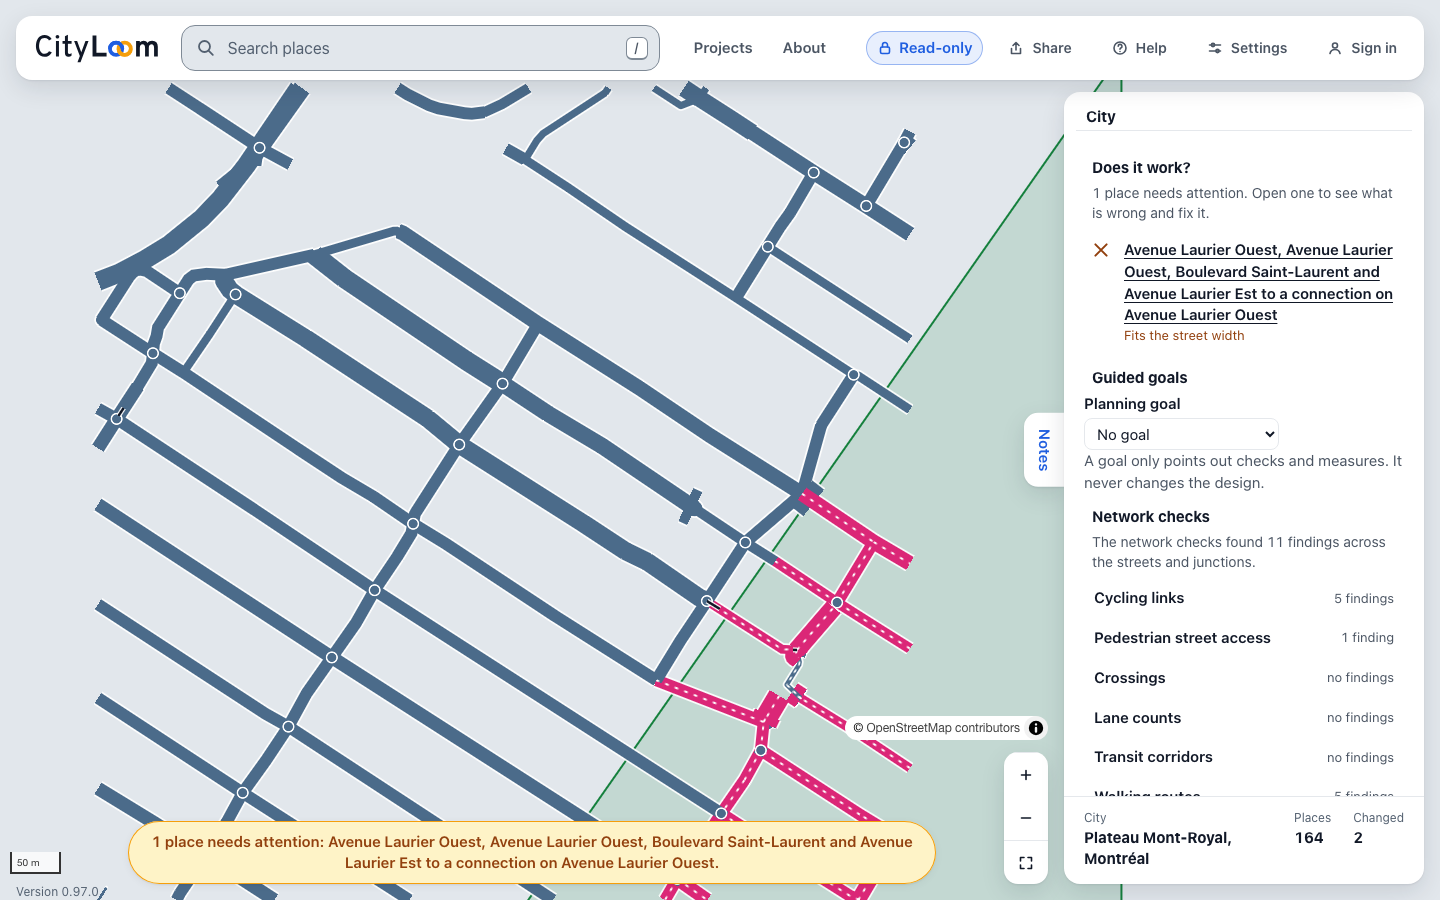 CityLoom
Search places
/
Projects
About
Read-only
Share
Help
Settings
Sign in
City
Does it work?
1 place needs attention. Open one to see what
is wrong and fix it.
Avenue Laurier Ouest, Avenue Laurier
Ouest, Boulevard Saint-Laurent and
Avenue Laurier Est to a connection on
Avenue Laurier Ouest
Fits the street width
Guided goals
Planning goal
No goal
A goal only points out checks and measures. It
never changes the design.
Notes
Network checks
The network checks found 11 findings across
the streets and junctions.
Cycling links 5 findings
Pedestrian street access 1 finding
Crossings no findings
Lane counts no findings
Transit corridors no findings
Walking routes 5 findings
City
Plateau Mont-Royal,
Montréal
Places
164
Changed
2
© OpenStreetMap contributors
1 place needs attention: Avenue Laurier Ouest, Avenue Laurier Ouest, Boulevard Saint-Laurent and Avenue
Laurier Est to a connection on Avenue Laurier Ouest.
50 m
Version 0.97.0